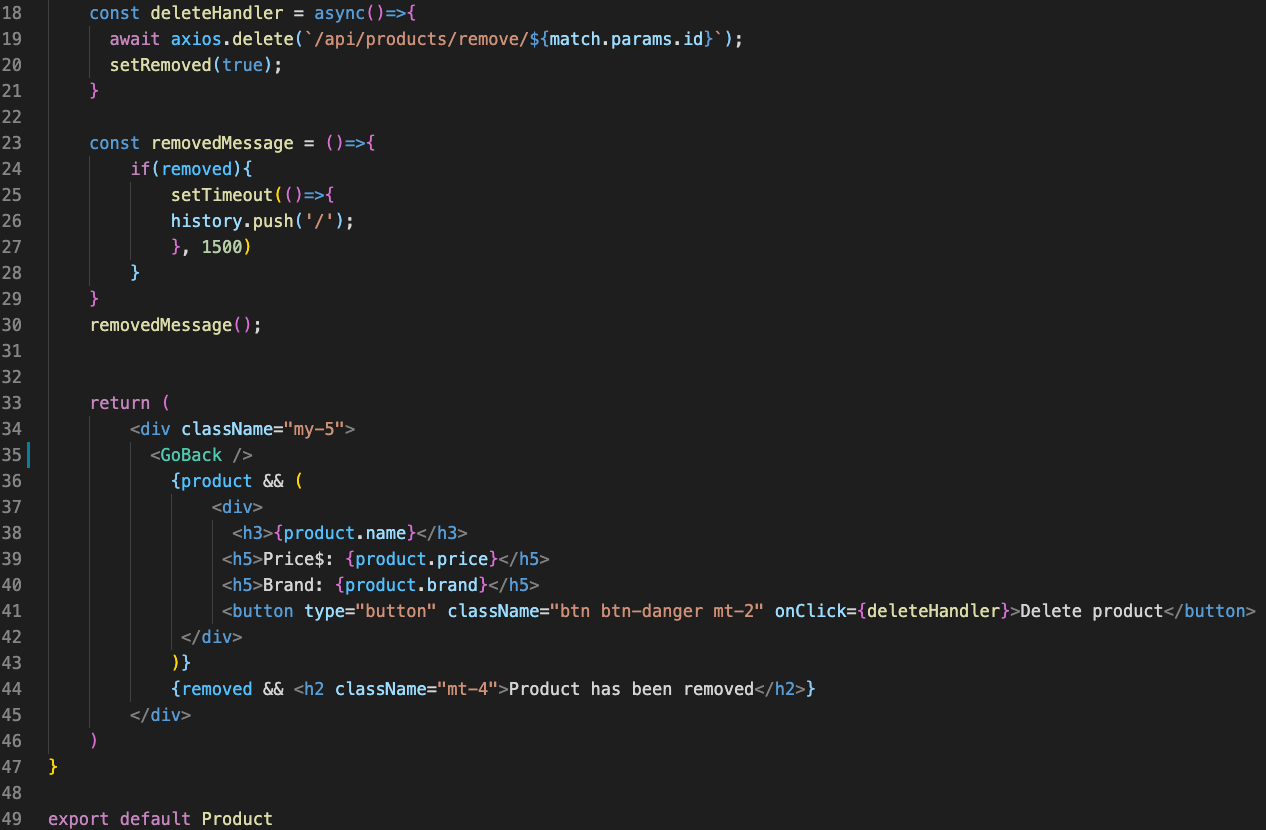 18 const deleteHandler = async()=>{
19 await axios.delete(`/api/products/remove/${match.params.id}`);
20 setRemoved(true);
21 }
22
23 const removedMessage = ()=>{
24 if(removed){
25 setTimeout(()=>{
26 history.push('/');
27 }, 1500)
28 }
29 }
30 removedMessage();
31
32
33 return (
34 <div className="my-5">
35 <GoBack />
36 {product && (
37 <div>
38 <h3>{product.name}</h3>
39 <h5>Price$: {product.price}</h5>
40 <h5>Brand: {product.brand}</h5>
41 <button type="button" className="btn btn-danger mt-2" onClick={deleteHandler}>Delete product</button>
42 </div>
43 )}
44 {removed && <h2 className="mt-4">Product has been removed</h2>}
45 </div>
46 )
47 }
48
49 export default Product